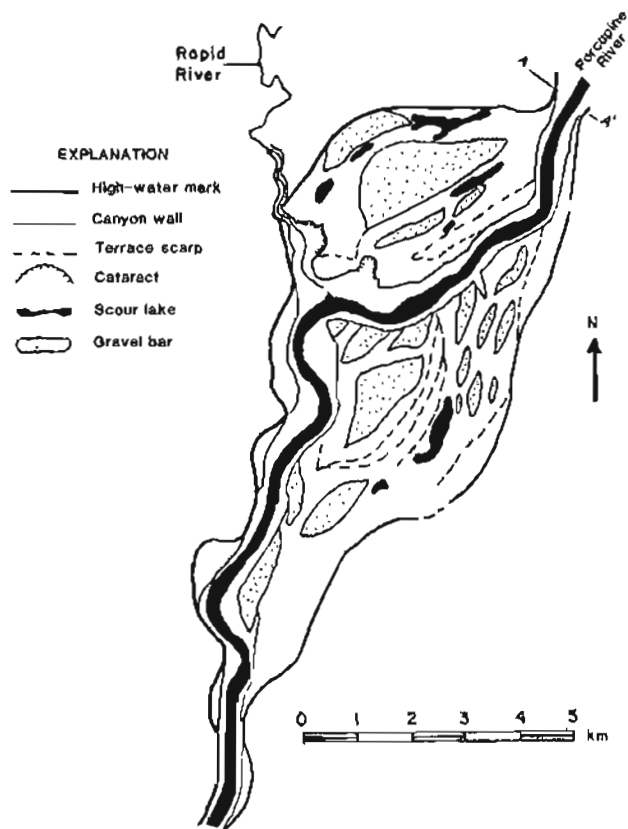 Rapid
River
Porcupine
River
A
A'
EXPLANATION
High-water mark
Canyon wall
Terrace scarp
Cataract
Scour lake
Gravel bar
N
0 1 2 3 4 5
km